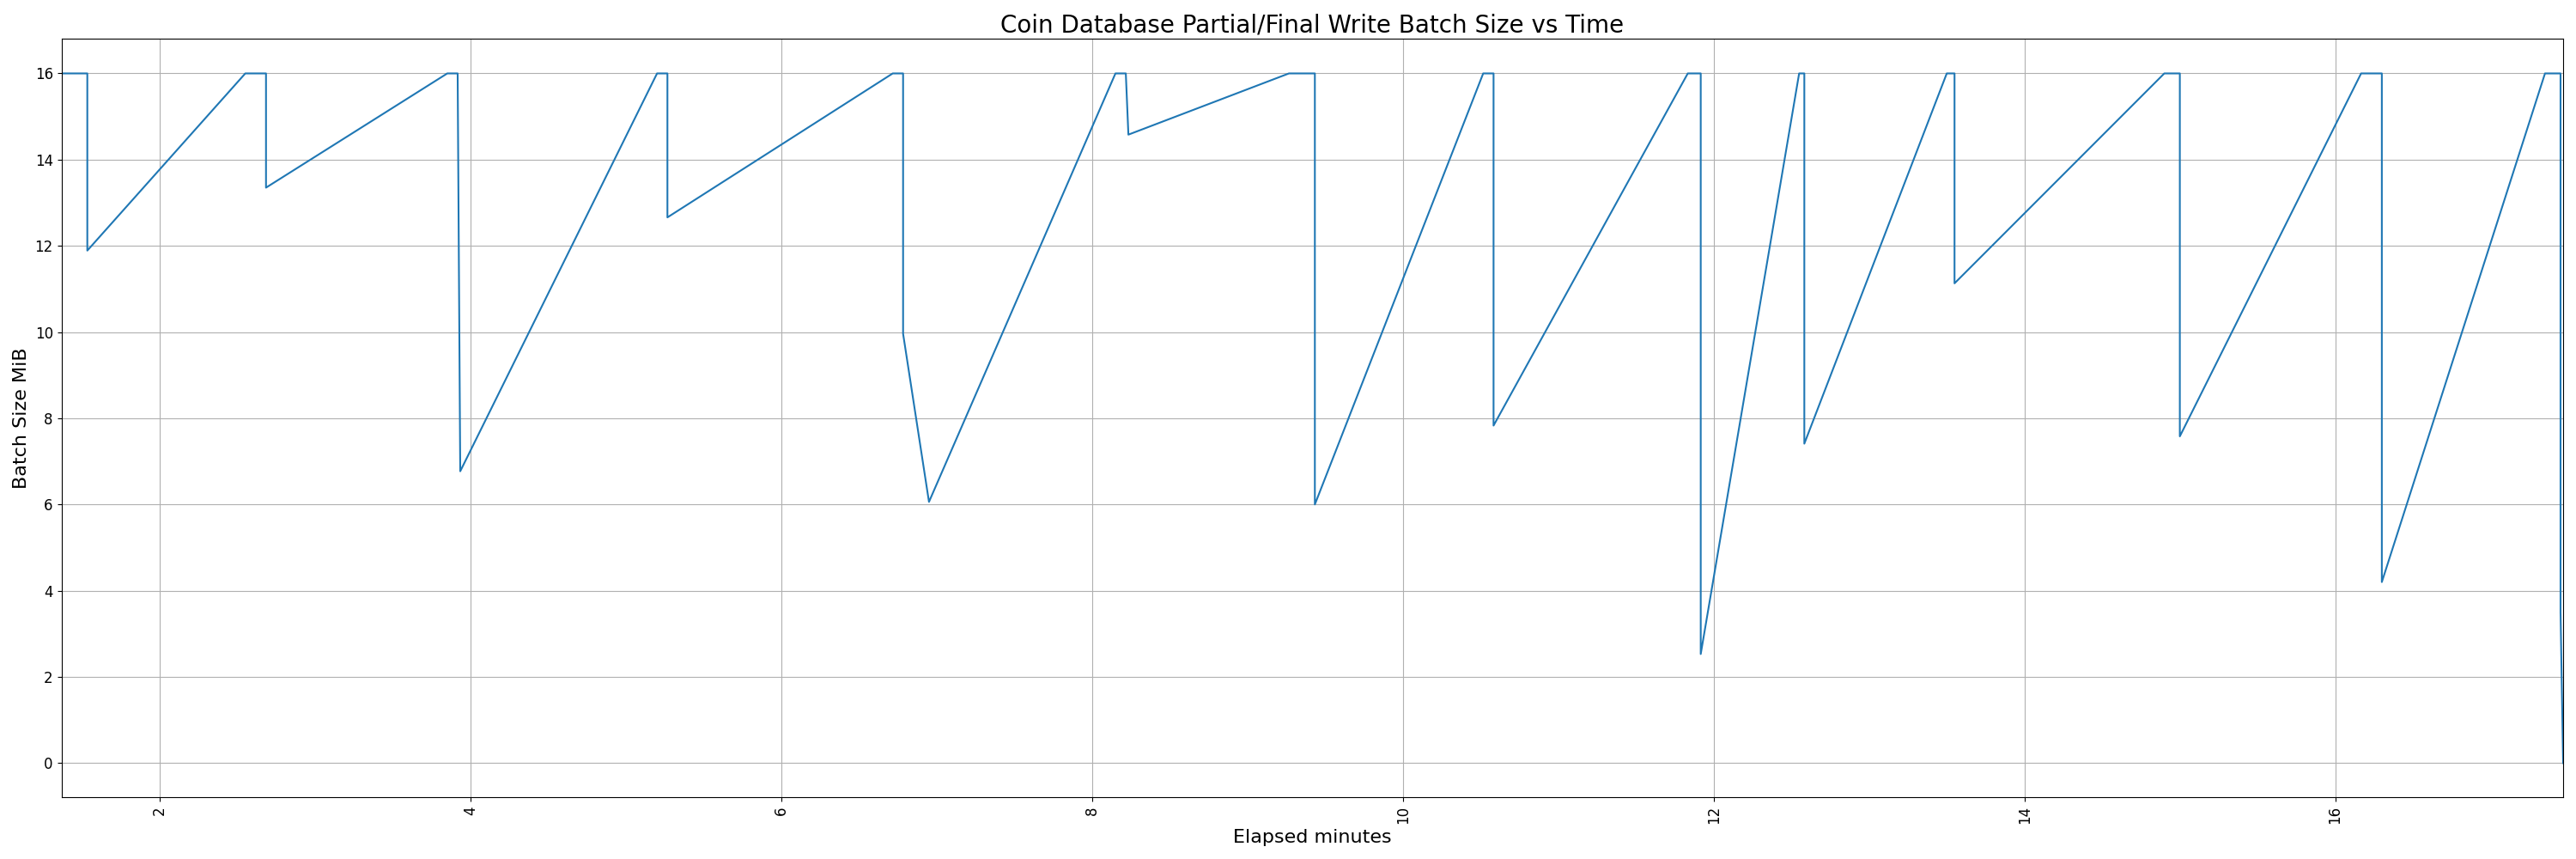 Coin Database Partial/Final Write Batch Size vs Time
Batch Size MiB
16
14
12
10
8
6
4
2
0
2 4 6 8 10 12 14 16
Elapsed minutes